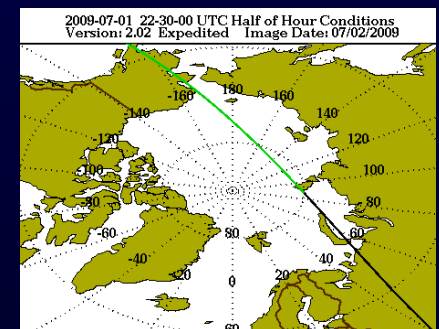 2009-07-01 22-30-00 UTC Half of Hour Conditions
Version: 2.02 Expedited Image Date: 07/02/2009
-160 180 160
-140 140
-120 120
-100 100
-80 80
-60 80 60
-40 40
-20 0 20
60